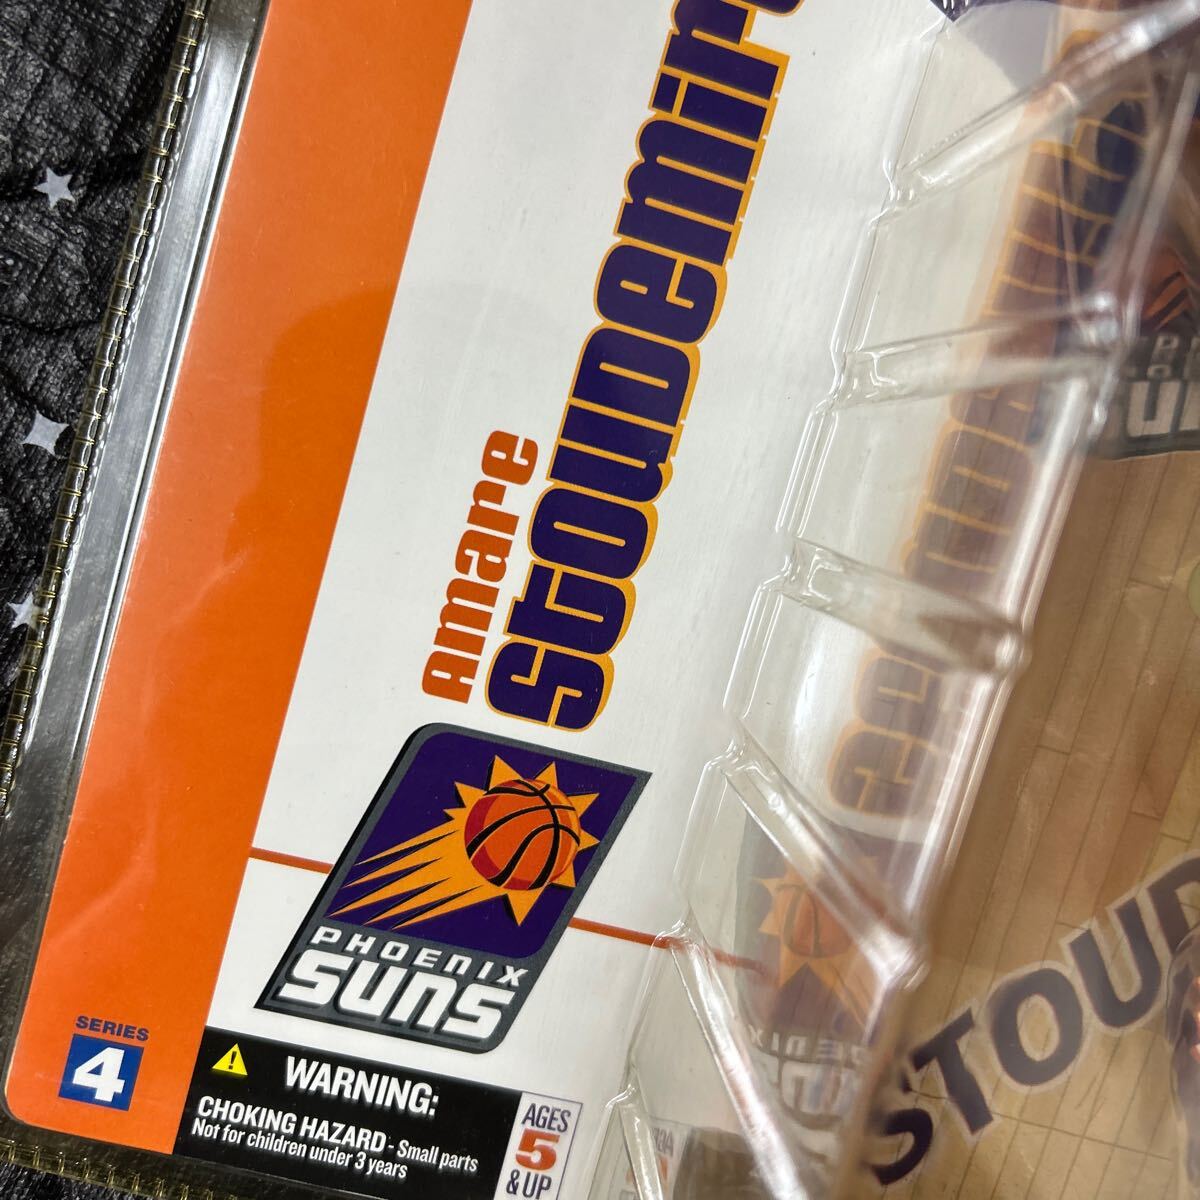 Amare
Stoudemire
PHOENIX
SUNS
SERIES
4
WARNING:
CHOKING HAZARD - Small parts
Not for children under 3 years
AGES
5
& UP
STOUD